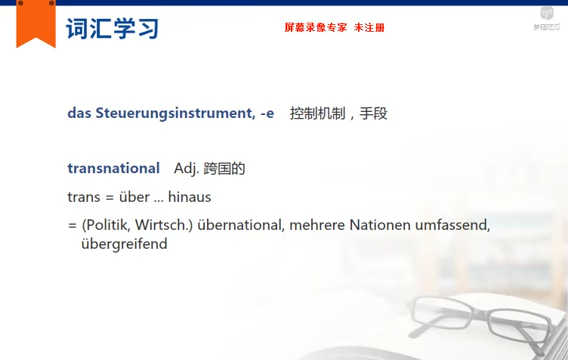 词汇学习
屏幕录像专家 未注册
das Steuerungsinstrument, -e 控制机制，手段
transnational Adj. 跨国的
trans = über ... hinaus
= (Politik, Wirtsch.) übernational, mehrere Nationen umfassend,
übergreifend